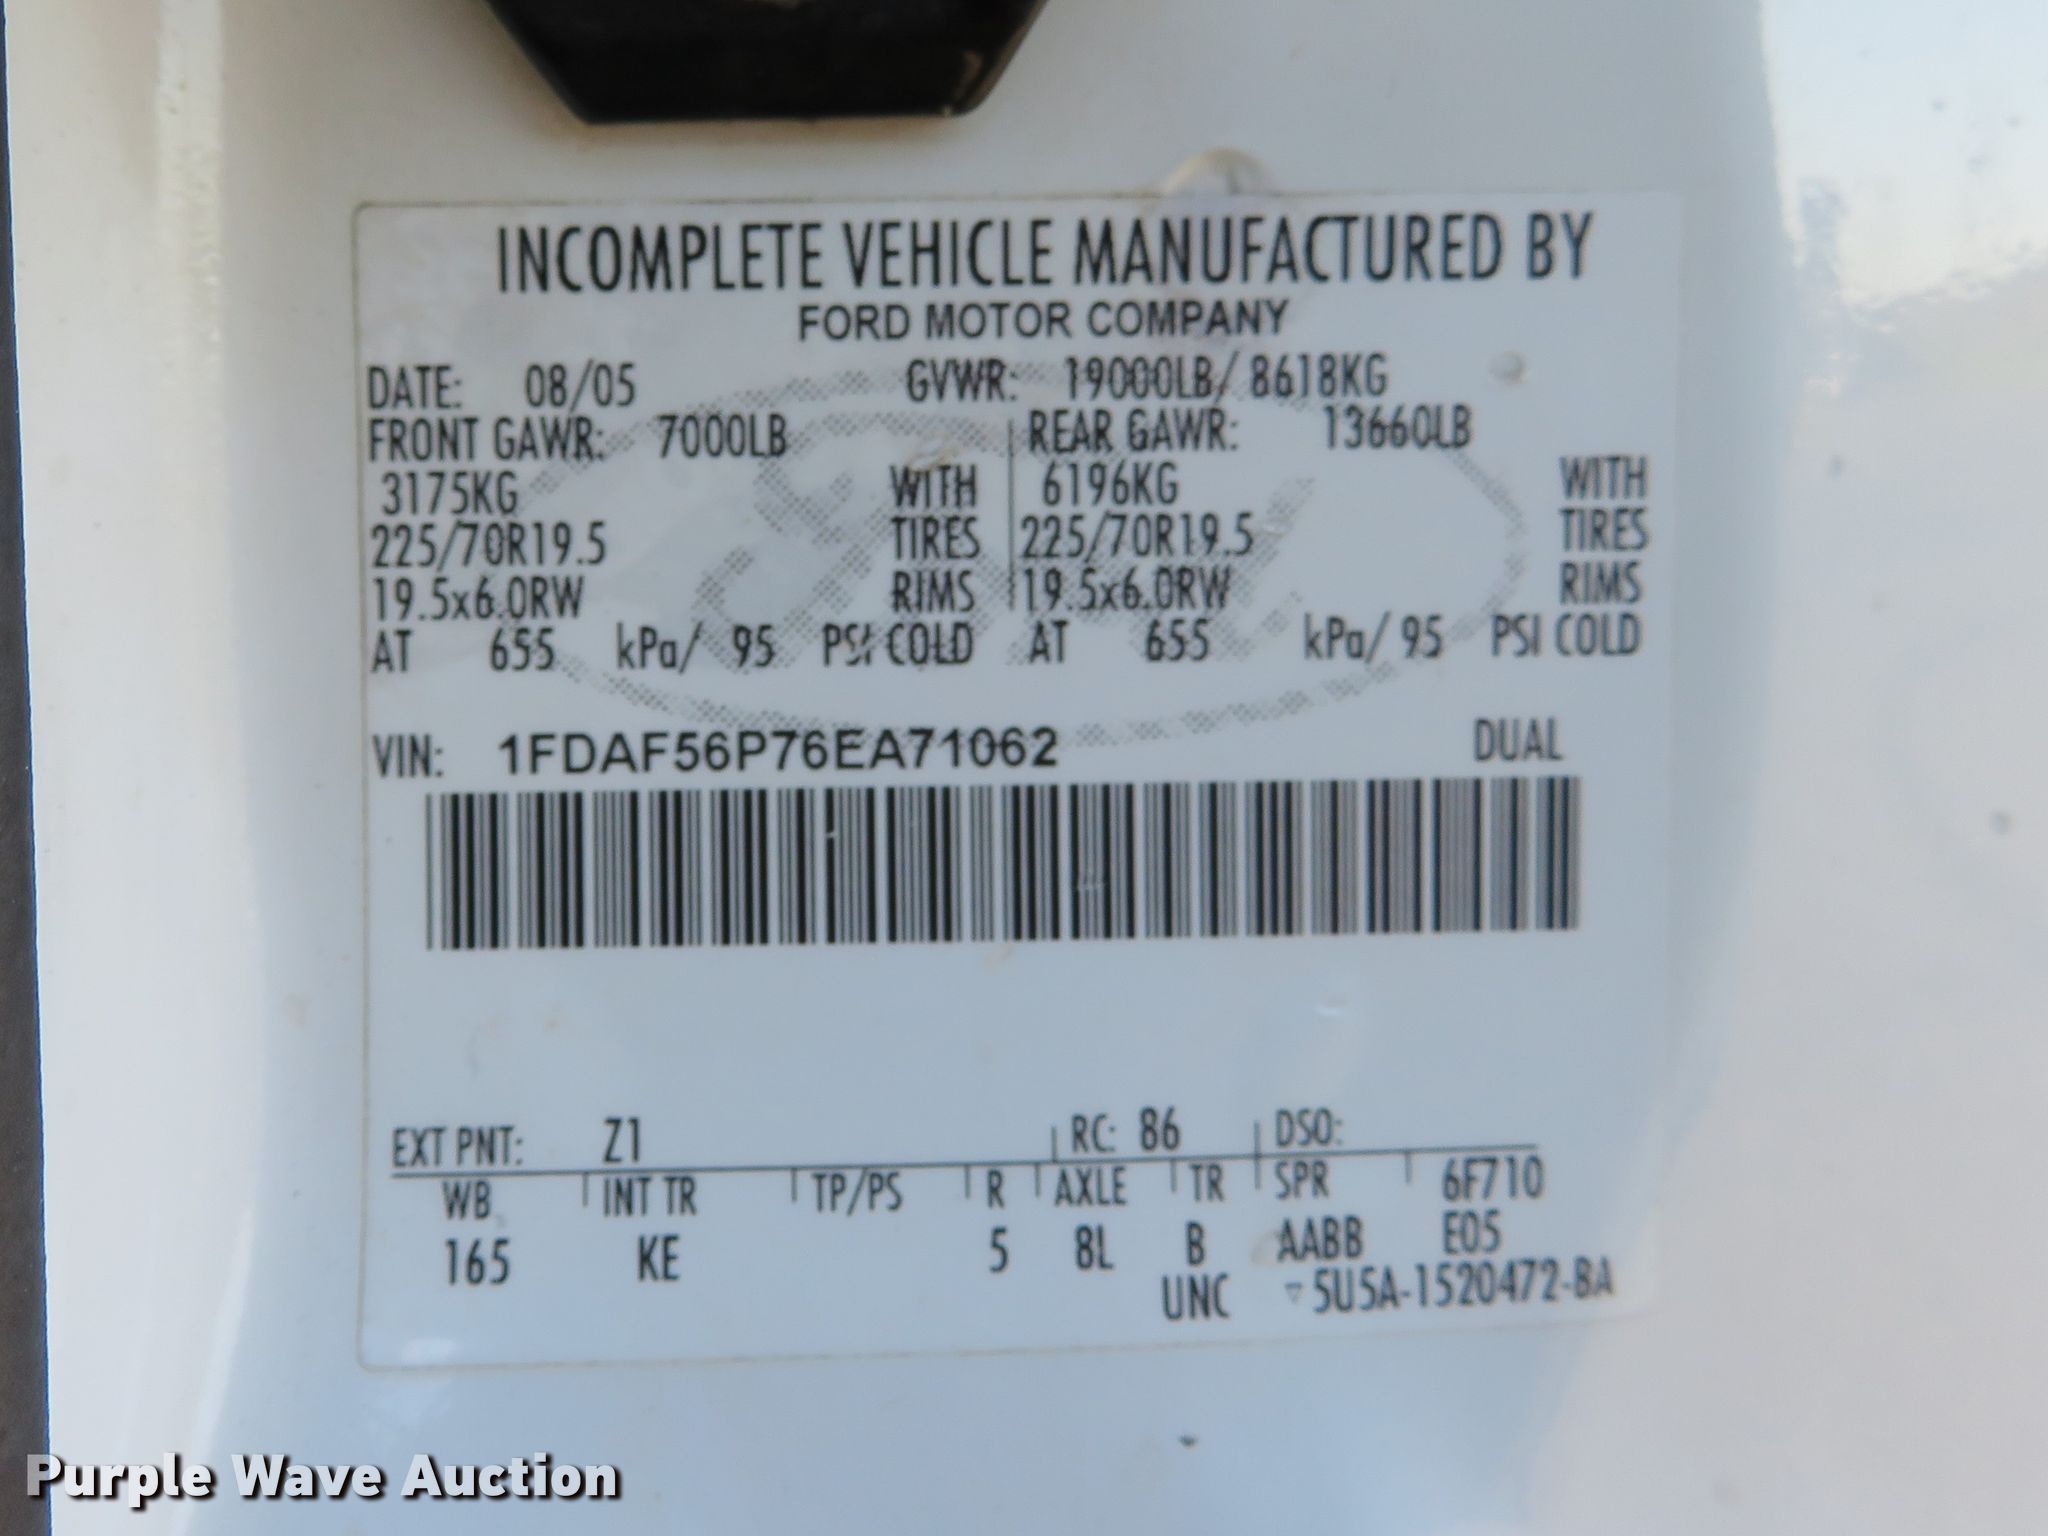 INCOMPLETE VEHICLE MANUFACTURED BY
FORD MOTOR COMPANY
DATE: 08/05 GVWR: 19000LB/ 8618KG
FRONT GAWR: 7000LB REAR GAWR: 13660LB
3175KG WITH 6196KG WITH
225/70R19.5 TIRES 225/70R19.5 TIRES
19.5x6.0RW RIMS 19.5x6.0RW RIMS
AT 655 kPa/ 95 PSI COLD AT 655 kPa/ 95 PSI COLD
VIN: 1FDAF56P76EA71062 DUAL
EXT PNT: Z1 RC: 86 DSO:
WB INT TR TP/PS R AXLE TR SPR 6F710
165 KE 5 8L B AABB E05
UNC ▽5U5A-1520472-BA
Purple Wave Auction